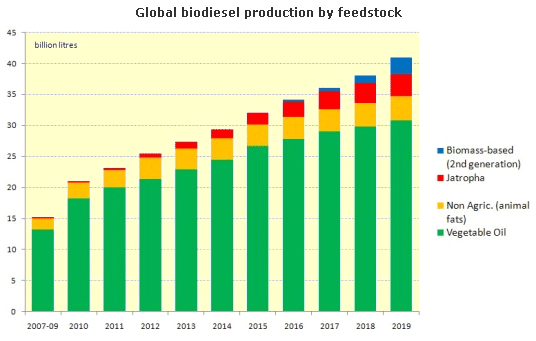 Global biodiesel production by feedstock
billion litres
45
40
35
30
25
20
15
10
5
0
2007-09 2010 2011 2012 2013 2014 2015 2016 2017 2018 2019
Biomass-based
(2nd generation)
Jatropha
Non Agric. (animal
fats)
Vegetable Oil